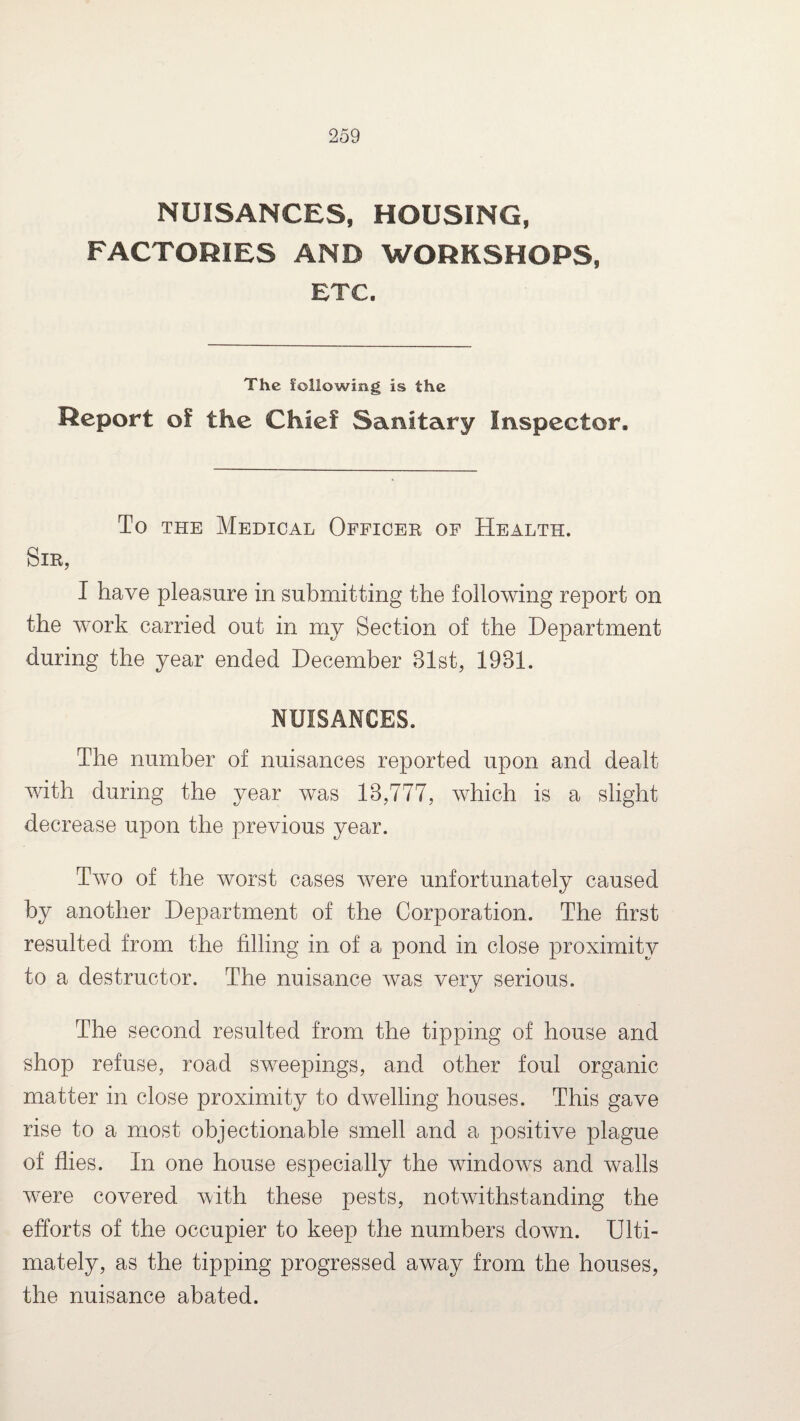 259
NUISANCES, HOUSING,
FACTORIES AND WORKSHOPS,
ETC.
The following is the
Report of the Chief Sanitary Inspector.
To the Medical Officer of Health.
Sir,
I have pleasure in submitting the following report on
the work carried out in my Section of the Department
during the year ended December 31st, 1931.
NUISANCES.
The number of nuisances reported upon and dealt
with during the year was 13,777, which is a slight
decrease upon the previous year.
Two of the worst cases were unfortunately caused
by another Department of the Corporation. The first
resulted from the filling in of a pond in close proximity
to a destructor. The nuisance was very serious.
The second resulted from the tipping of house and
shop refuse, road sweepings, and other foul organic
matter in close proximity to dwelling houses. This gave
rise to a most objectionable smell and a positive plague
of flies. In one house especially the windows and walls
were covered with these pests, notwithstanding the
efforts of the occupier to keep the numbers down. Ulti-
mately, as the tipping progressed away from the houses,
the nuisance abated.